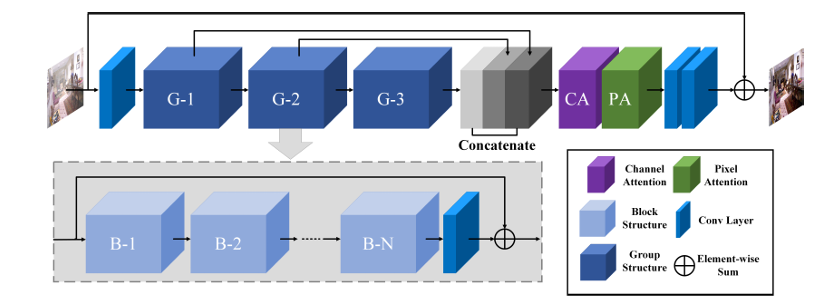 G-1
G-2
G-3
CA
PA
Concatenate
B-1
B-2
B-N
Channel
Attention
Pixel
Attention
Block
Structure
Conv Layer
Group
Structure
Element-wise
Sum